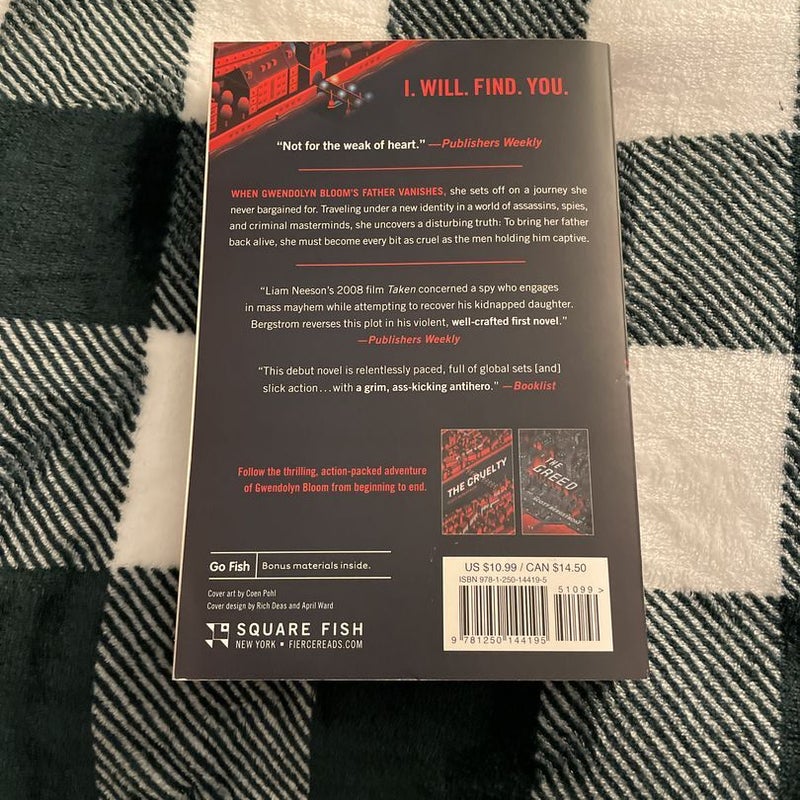 I. WILL. FIND. YOU.
“Not for the weak of heart.” —Publishers Weekly
WHEN GWENDOLYN BLOOM'S FATHER VANISHES, she sets off on a journey she
never bargained for. Traveling under a new identity in a world of assassins, spies,
and criminal masterminds, she uncovers a disturbing truth: To bring her father
back alive, she must become every bit as cruel as the men holding him captive.
“Liam Neeson's 2008 film Taken concerned a spy who engages
in mass mayhem while attempting to recover his kidnapped daughter.
Bergstrom reverses this plot in his violent, well-crafted first novel.”
—Publishers Weekly
“This debut novel is relentlessly paced, full of global sets [and]
slick action...with a grim, ass-kicking antihero.” —Booklist
Follow the thrilling, action-packed adventure
of Gwendolyn Bloom from beginning to end.
THE CRUELTY
THE
GREED
SCOTT BERGSTROM
Go Fish Bonus materials inside.
Cover art by Coen Pohl
Cover design by Rich Deas and April Ward
SQUARE FISH
NEW YORK ▪ FIERCEREADS.COM
US $10.99 / CAN $14.50
ISBN 978-1-250-14419-5
51099 >
9 781250 144195